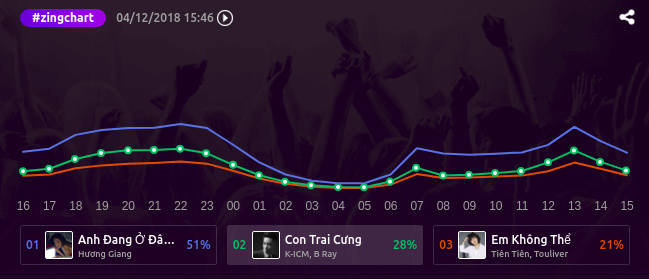 #zingchart 04/12/2018 15:46
16 17 18 19 20 21 22 23 00 01 02 03 04 05 06 07 08 09 10 11 12 13 14 15
01 Anh Đang Ở Đâ... 51% 02 Con Trai Cưng 28% 03 Em Không Thể 21%
Hương Giang K-ICM, B Ray Tiên Tiên, Touliver